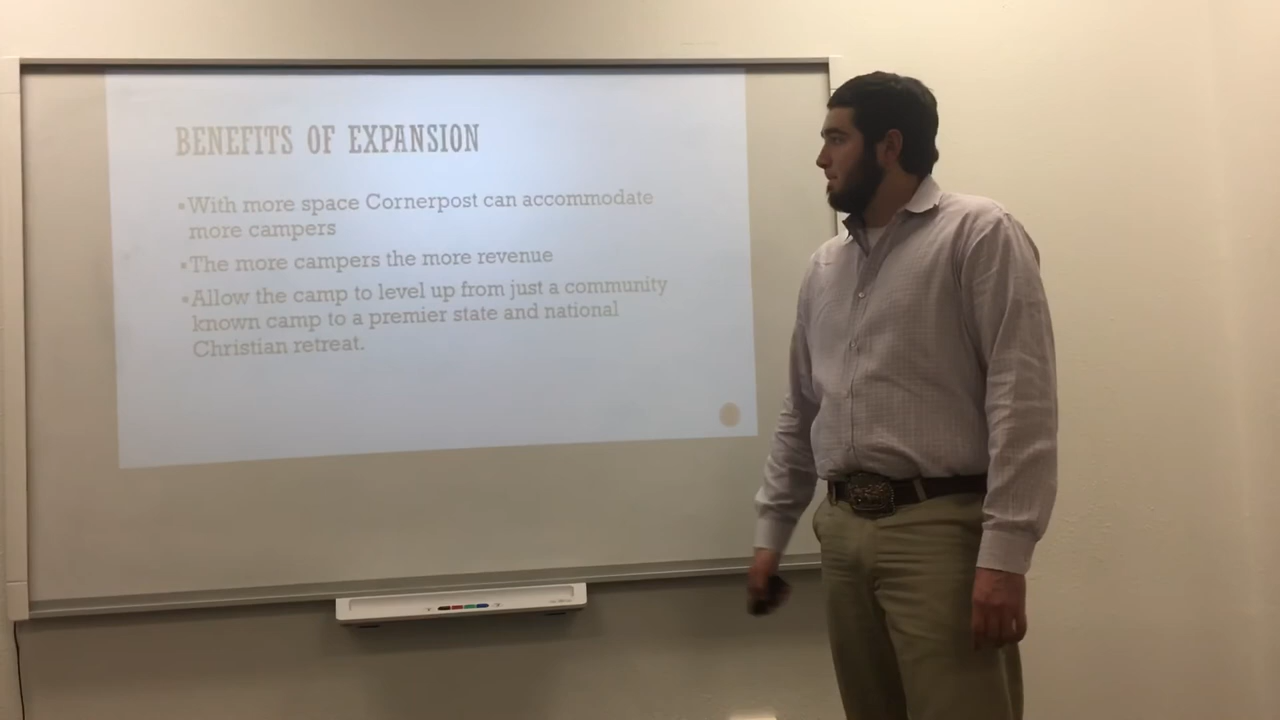 BENEFITS OF EXPANSION
▪With more space Cornerpost can accommodate
more campers
▪The more campers the more revenue
▪Allow the camp to level up from just a community
known camp to a premier state and national
Christian retreat.